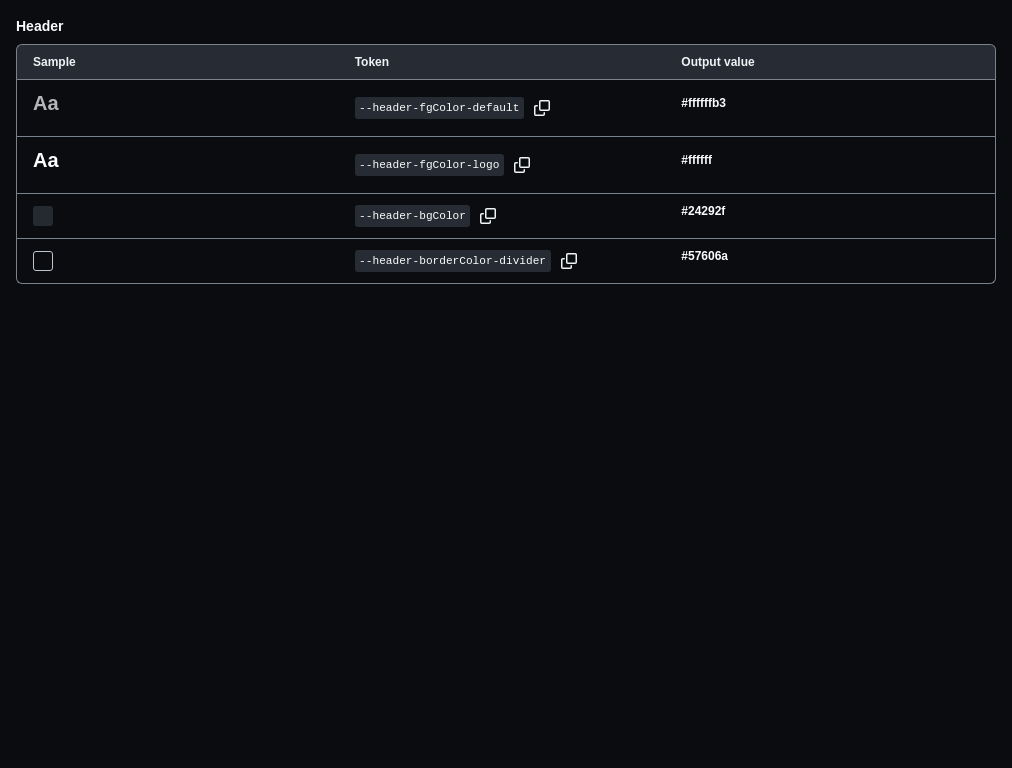 Header
Sample Token Output value
Aa --header-fgColor-default #ffffffb3
Aa --header-fgColor-logo #ffffff
--header-bgColor #24292f
--header-borderColor-divider #57606a